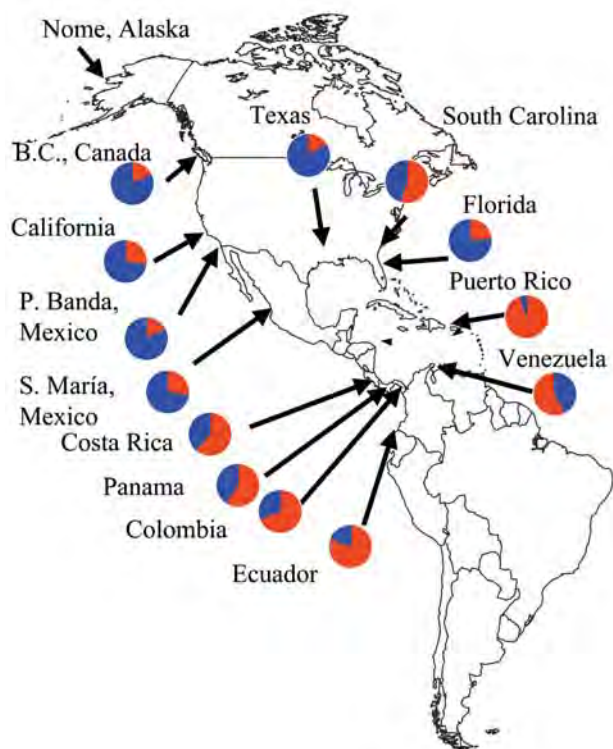 Nome, Alaska
Texas
South Carolina
B.C., Canada
Florida
California
Puerto Rico
P. Banda,
Mexico
Venezuela
S. María,
Mexico
Costa Rica
Panama
Colombia
Ecuador